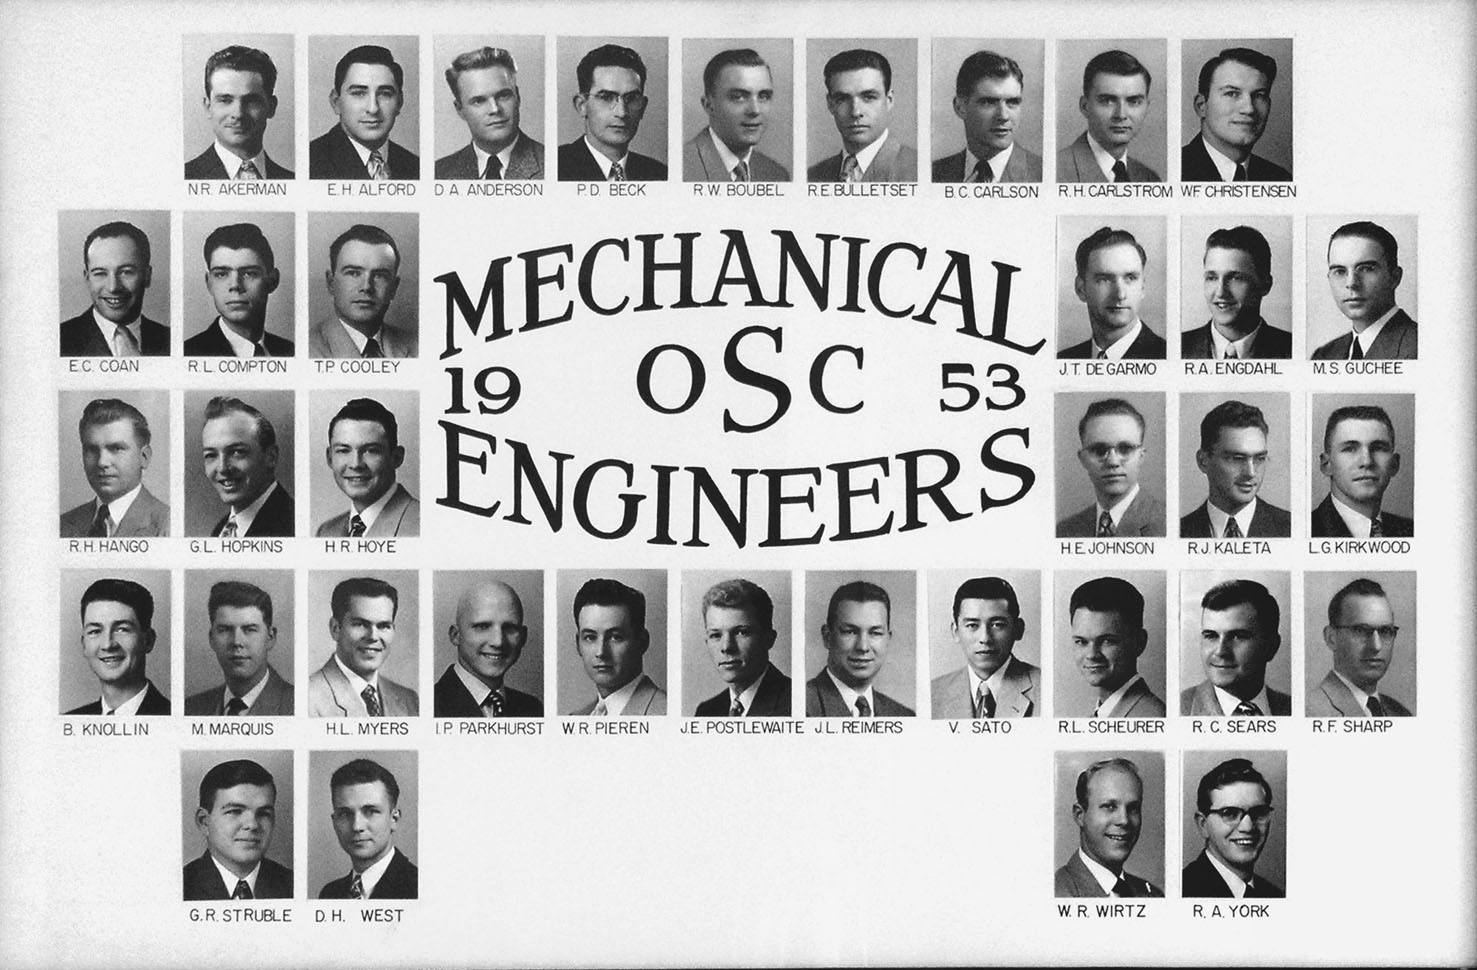 N.R. AKERMAN
E. H. ALFORD
D A. ANDERSON
P.D. BECK
R.W. BOUBEL
R.E. BULLETSET
B.C. CARLSON
R.H. CARLSTROM
W.F. CHRISTENSEN
E.C. COAN
R.L. COMPTON
T.P. COOLEY
MECHANICAL
J.T. DE GARMO
R.A. ENGDAHL
M.S. GUCHEE
19 OSC 53
ENGINEERS
R.H. HANGO
G.L. HOPKINS
H.R. HOYE
H.E. JOHNSON
R.J. KALETA
L.G. KIRKWOOD
B. KNOLLIN
M. MARQUIS
H.L. MYERS
I.P. PARKHURST
W.R. PIEREN
J.E. POSTLEWAITE
J.L. REIMERS
V. SATO
R.L. SCHEURER
R.C. SEARS
R.F. SHARP
G.R. STRUBLE
D.H. WEST
W.R. WIRTZ
R.A. YORK